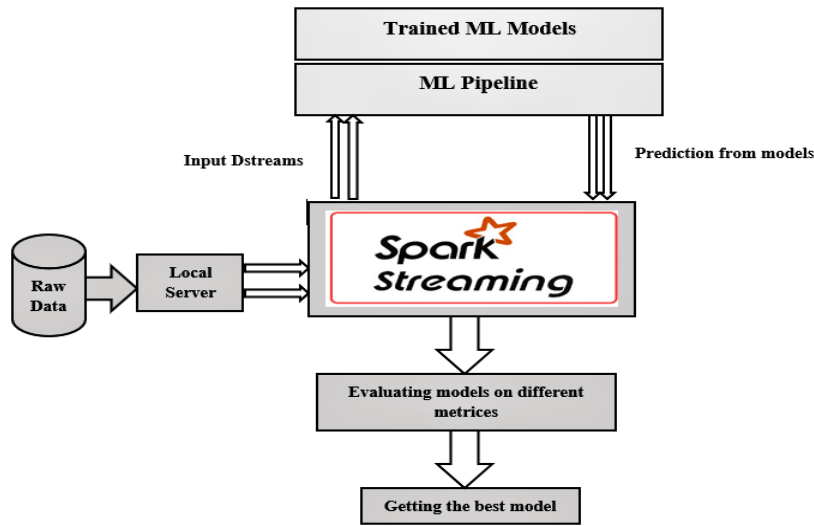 Trained ML Models
ML Pipeline
Input Dstreams
Prediction from models
Raw
Data
Local
Server
Spark
Streaming
Evaluating models on different
metrices
Getting the best model